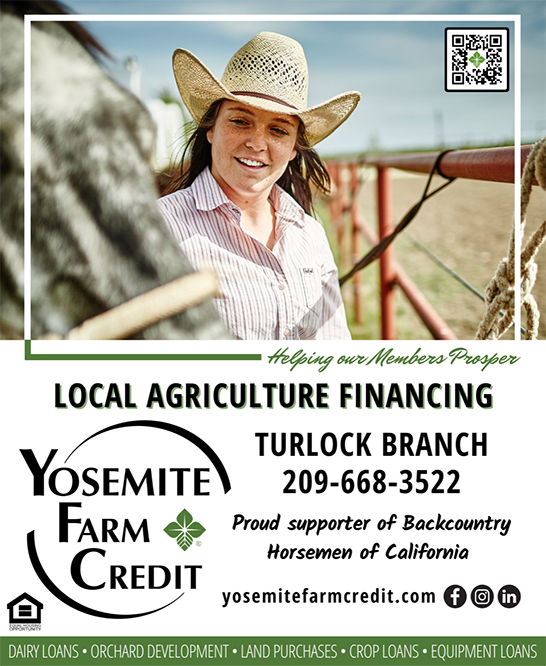 Helping our Members Prosper
LOCAL AGRICULTURE FINANCING
YOSEMITE
FARM
CREDIT
®
TURLOCK BRANCH
209-668-3522
Proud supporter of Backcountry
Horsemen of California
yosemitefarmcredit.com
EQUAL HOUSING
OPPORTUNITY
DAIRY LOANS • ORCHARD DEVELOPMENT • LAND PURCHASES • CROP LOANS • EQUIPMENT LOANS